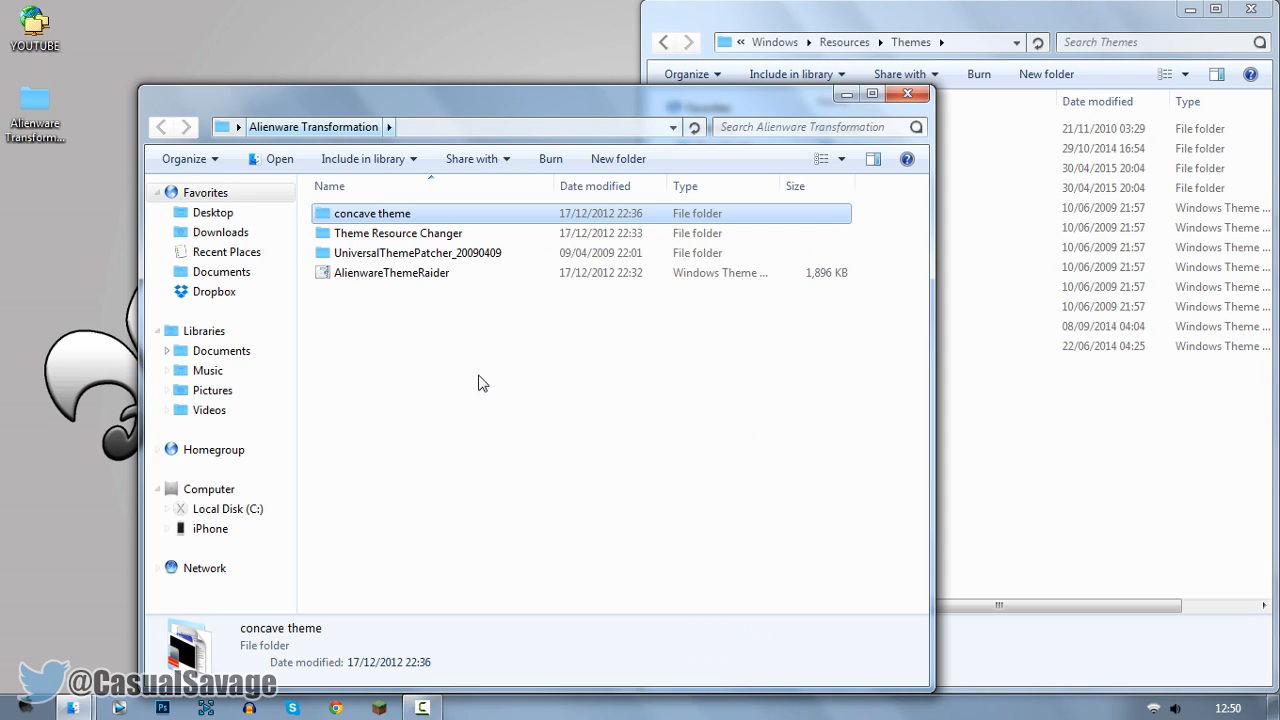 YOUTUBE
Alienware
Transform...
Windows
Resources
Themes
Search Themes
Organize
Include in library
Share with
Burn
New folder
Date modified
Type
21/11/2010 03:29
File folder
29/10/2014 16:54
File folder
30/04/2015 20:04
File folder
30/04/2015 20:04
File folder
10/06/2009 21:57
Windows Theme ...
10/06/2009 21:57
Windows Theme ...
10/06/2009 21:57
Windows Theme ...
10/06/2009 21:57
Windows Theme ...
10/06/2009 21:57
Windows Theme ...
10/06/2009 21:57
Windows Theme ...
08/09/2014 04:04
Windows Theme ...
22/06/2014 04:25
Windows Theme ...
Alienware Transformation
Search Alienware Transformation
Organize
Open
Include in library
Share with
Burn
New folder
Favorites
Desktop
Downloads
Recent Places
Documents
Dropbox
Libraries
Documents
Music
Pictures
Videos
Homegroup
Computer
Local Disk (C:)
iPhone
Network
Name
Date modified
Type
Size
concave theme
17/12/2012 22:36
File folder
Theme Resource Changer
17/12/2012 22:33
File folder
UniversalThemePatcher_20090409
09/04/2009 22:01
File folder
AlienwareThemeRaider
17/12/2012 22:32
Windows Theme ...
1,896 KB
concave theme
File folder
Date modified: 17/12/2012 22:36
@CasualSavage
12:50